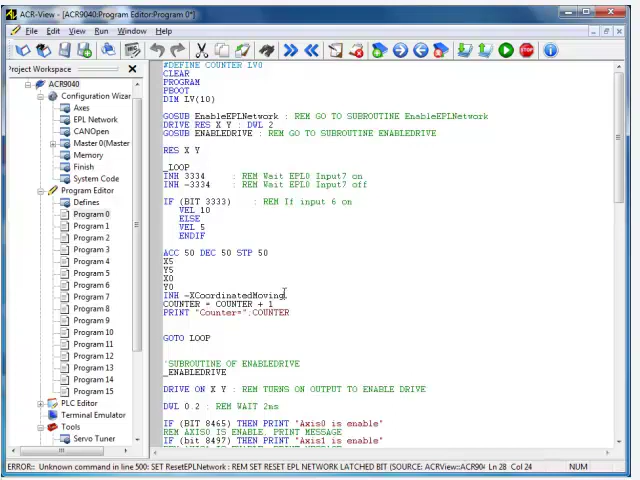 ACR-View - [ACR9040:Program Editor:Program 0*]
File Edit View Run Window Help
Project Workspace
ACR9040
Configuration Wizar
Axes
EPL Network
CANOpen
Master 0(Master
Memory
Finish
System Code
Program Editor
Defines
Program 0
Program 1
Program 2
Program 3
Program 4
Program 5
Program 6
Program 7
Program 8
Program 9
Program 10
Program 11
Program 12
Program 13
Program 14
Program 15
PLC Editor
Terminal Emulator
Tools
Servo Tuner
#DEFINE COUNTER LV0
CLEAR
PROGRAM
PBOOT
DIM LV(10)
GOSUB EnableEPLNetwork : REM GO TO SUBROUTINE EnableEPLNetwork
DRIVE RES X Y : DWL 2
GOSUB ENABLEDRIVE : REM GO TO SUBROUTINE ENABLEDRIVE
RES X Y
_LOOP
INH 3334 : REM Wait EPL0 Input7 on
INH -3334 : REM Wait EPL0 Input7 off
IF (BIT 3333) : REM If input 6 on
VEL 10
ELSE
VEL 5
ENDIF
ACC 50 DEC 50 STP 50
X5
Y5
X0
Y0
INH -XCoordinatedMoving
COUNTER = COUNTER + 1
PRINT "Counter=";COUNTER
GOTO LOOP
'SUBROUTINE OF ENABLEDRIVE
_ENABLEDRIVE
DRIVE ON X Y : REM TURNS ON OUTPUT TO ENABLE DRIVE
DWL 0.2 : REM WAIT 2ms
IF (BIT 8465) THEN PRINT "Axis0 is enable"
REM AXIS0 IS ENABLE, PRINT MESSAGE
IF (bit 8497) THEN PRINT "Axis1 is enable"
ERROR:: Unknown command in line 500: SET ResetEPLNetwork : REM SET RESET EPL NETWORK LATCHED BIT (SOURCE: ACRView::ACR90 Ln 28 Col 24 NUM